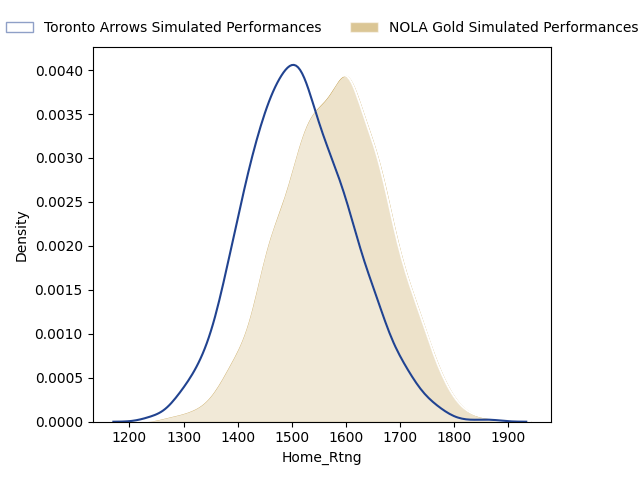 Toronto Arrows Simulated Performances NOLA Gold Simulated Performances
0.0040
0.0035
0.0030
0.0025
0.0020
0.0015
0.0010
0.0005
0.0000
Density
1200 1300 1400 1500 1600 1700 1800 1900
Home_Rtng